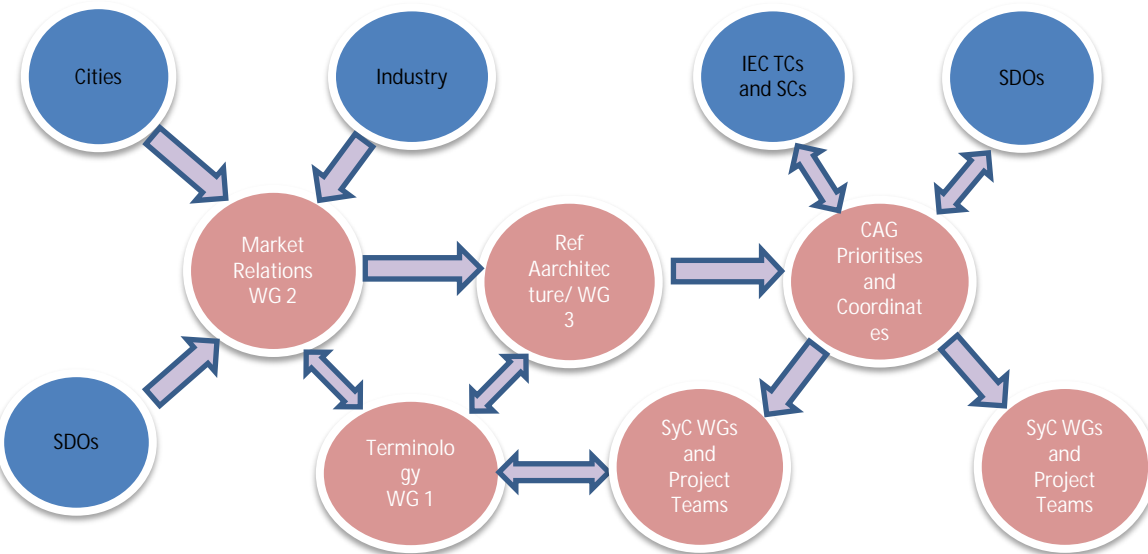 Cities
Industry
IEC TCs
and SCs
SDOs
Market
Relations
WG 2
Ref
Aarchitec
ture/ WG
3
CAG
Prioritises
and
Coordinat
es
SDOs
Terminolo
gy
WG 1
SyC WGs
and
Project
Teams
SyC WGs
and
Project
Teams